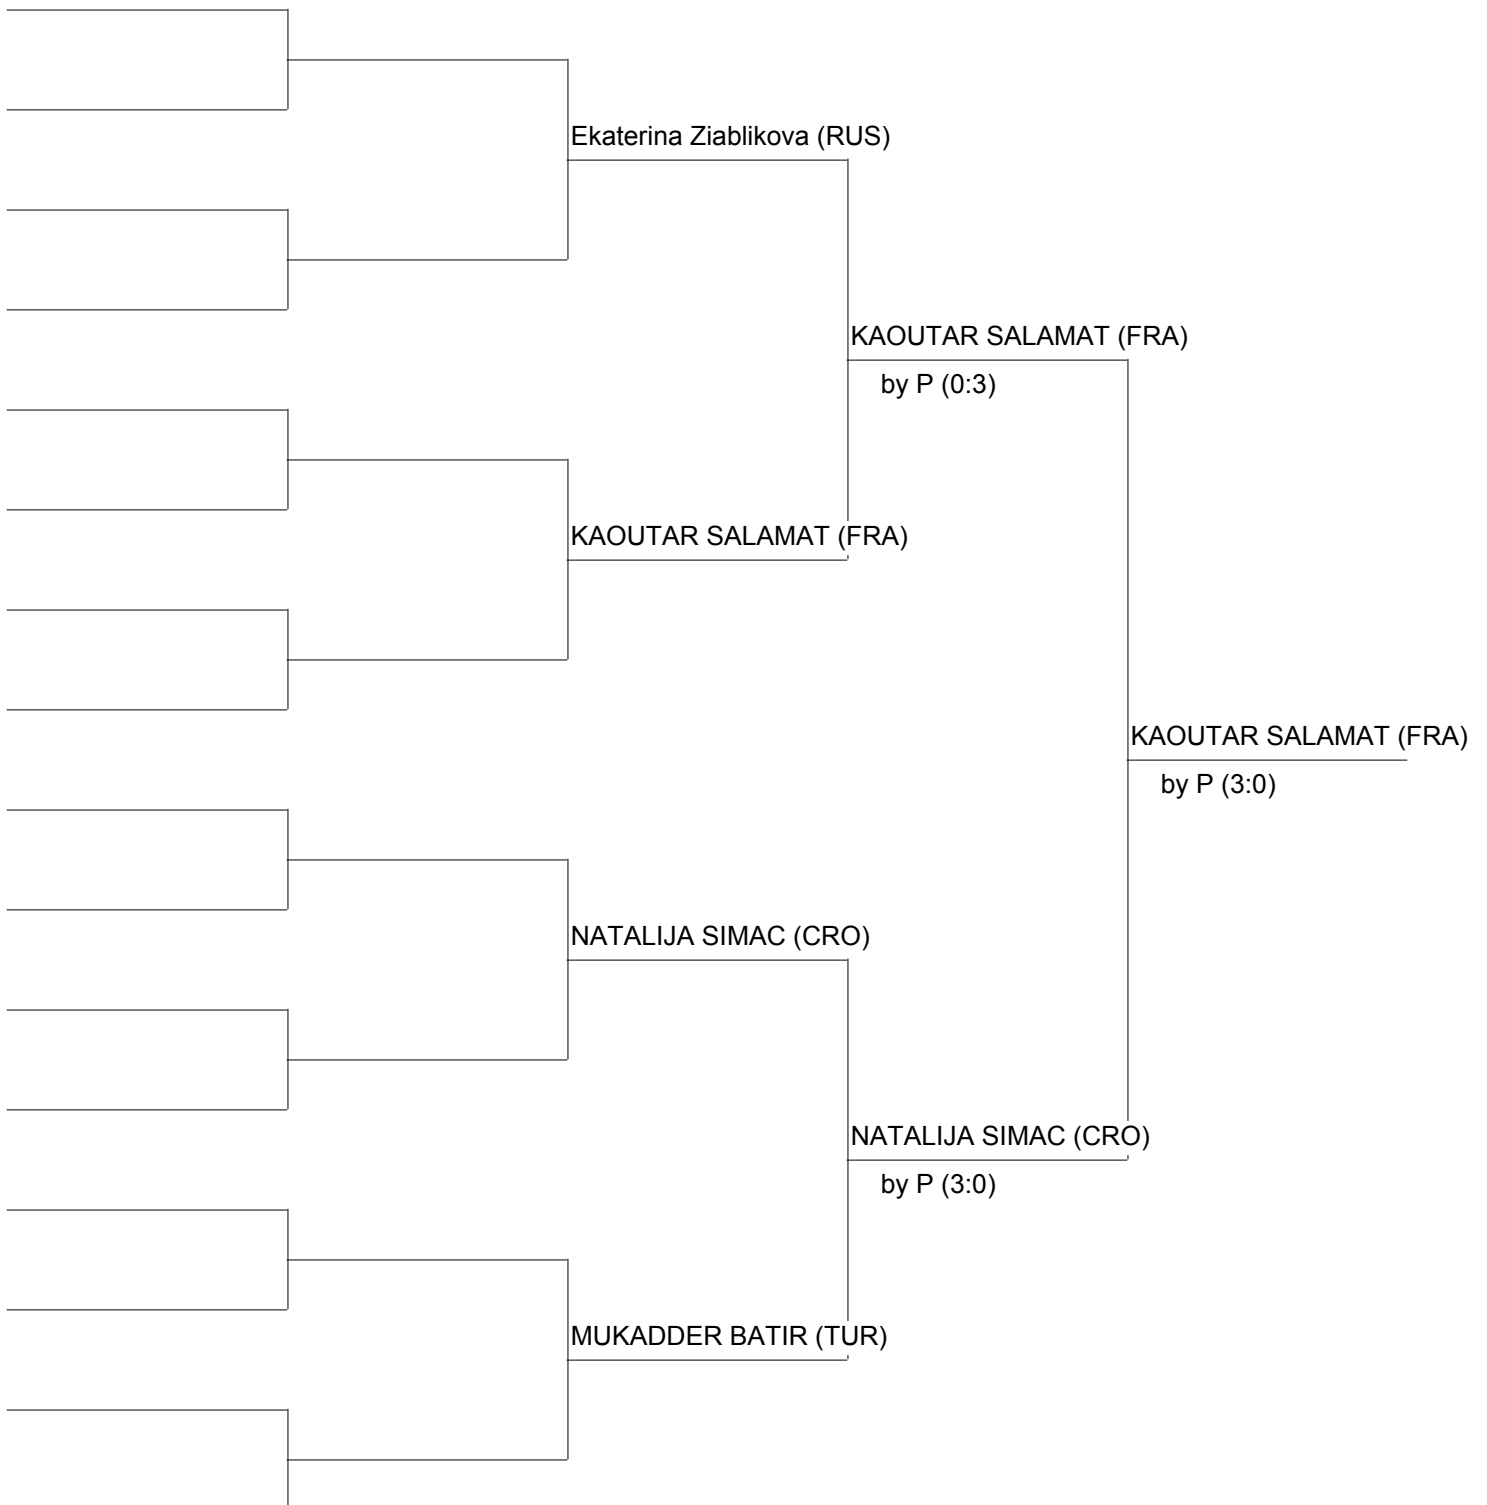 Ekaterina Ziablikova (RUS)
KAOUTAR SALAMAT (FRA)
by P (0:3)
KAOUTAR SALAMAT (FRA)
KAOUTAR SALAMAT (FRA)
by P (3:0)
NATALIJA SIMAC (CRO)
NATALIJA SIMAC (CRO)
by P (3:0)
MUKADDER BATIR (TUR)